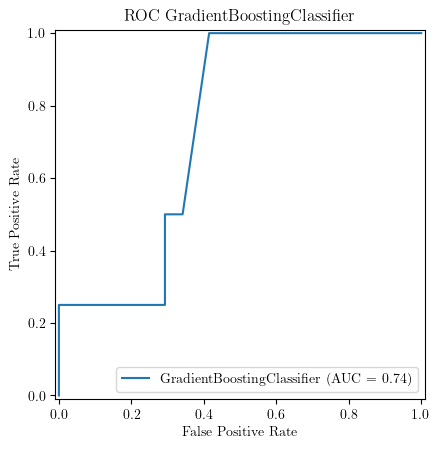 ROC GradientBoostingClassifier
1.0
0.8
0.6
0.4
0.2
0.0
True Positive Rate
GradientBoostingClassifier (AUC = 0.74)
0.0 0.2 0.4 0.6 0.8 1.0
False Positive Rate